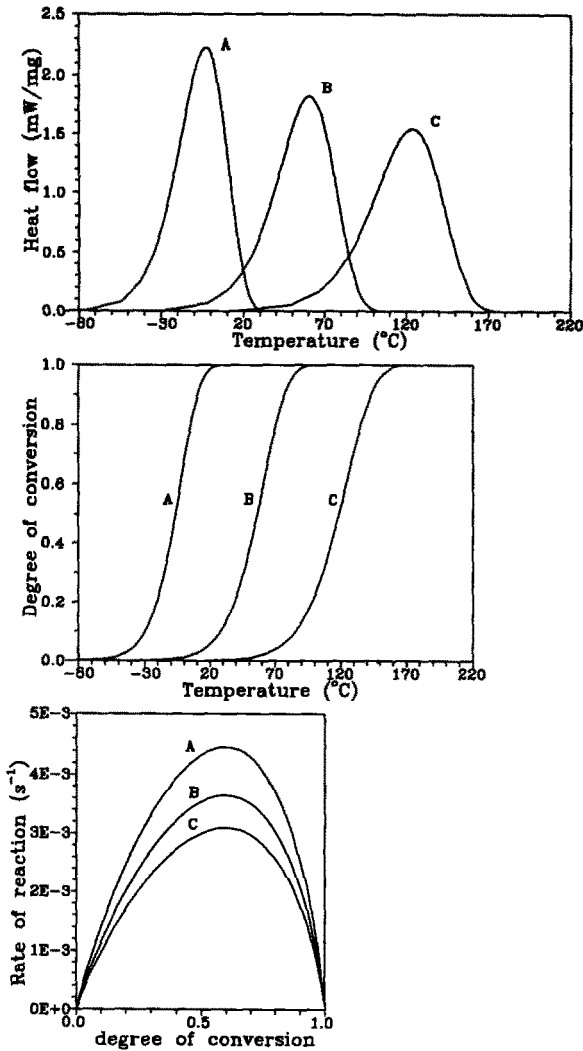 2.5
2.0
1.5
1.0
0.5
0.0
Heat flow (mW/mg)
A
B
C
-80 -30 20 70 120 170 220
Temperature (°C)
1.0
0.8
0.6
0.4
0.2
0.0
Degree of conversion
A
B
C
-80 -30 20 70 120 170 220
Temperature (°C)
5E-3
4E-3
3E-3
2E-3
1E-3
0E+0
Rate of reaction (s⁻¹)
A
B
C
0.0 0.5 1.0
degree of conversion